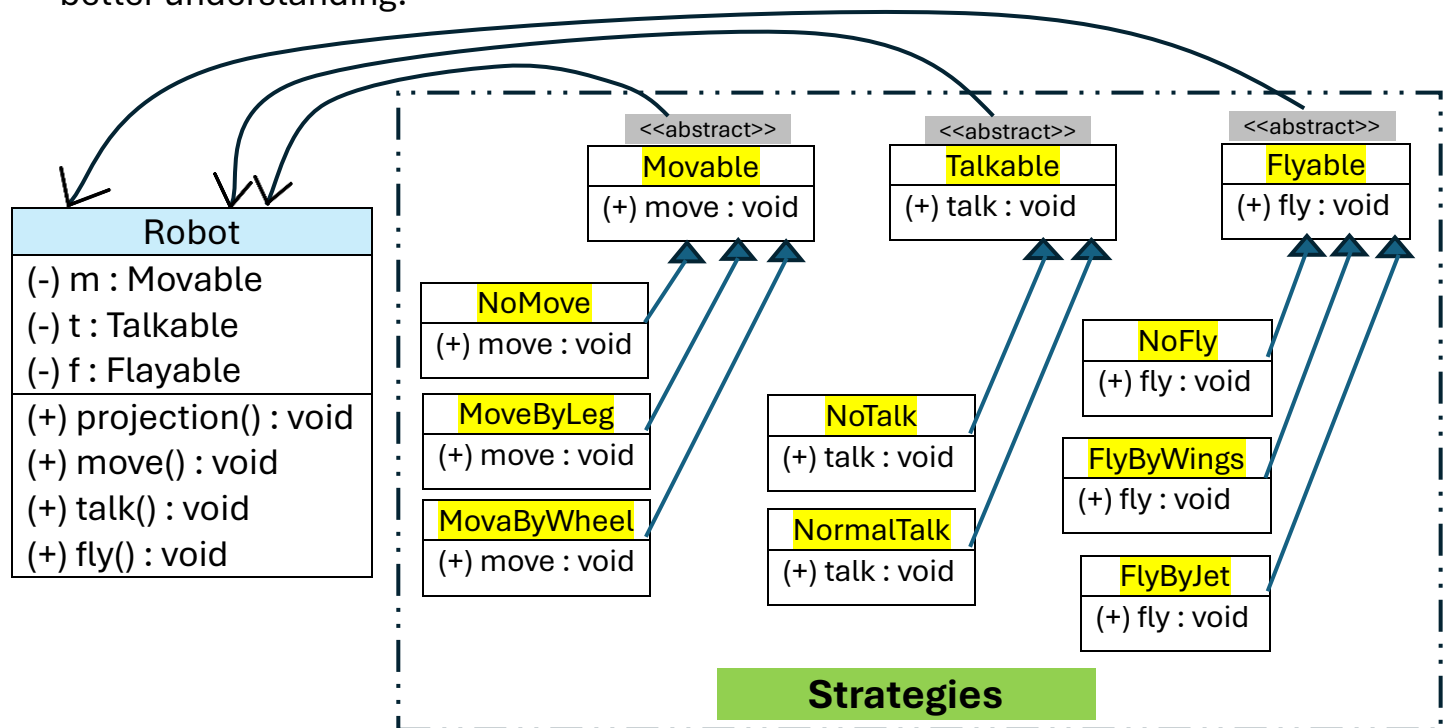 better understanding.
<<abstract>>
Movable
(+) move : void
<<abstract>>
Talkable
(+) talk : void
<<abstract>>
Flyable
(+) fly : void
Robot
(-) m : Movable
(-) t : Talkable
(-) f : Flayable
(+) projection() : void
(+) move() : void
(+) talk() : void
(+) fly() : void
NoMove
(+) move : void
MoveByLeg
(+) move : void
MovaByWheel
(+) move : void
NoTalk
(+) talk : void
NormalTalk
(+) talk : void
NoFly
(+) fly : void
FlyByWings
(+) fly : void
FlyByJet
(+) fly : void
Strategies